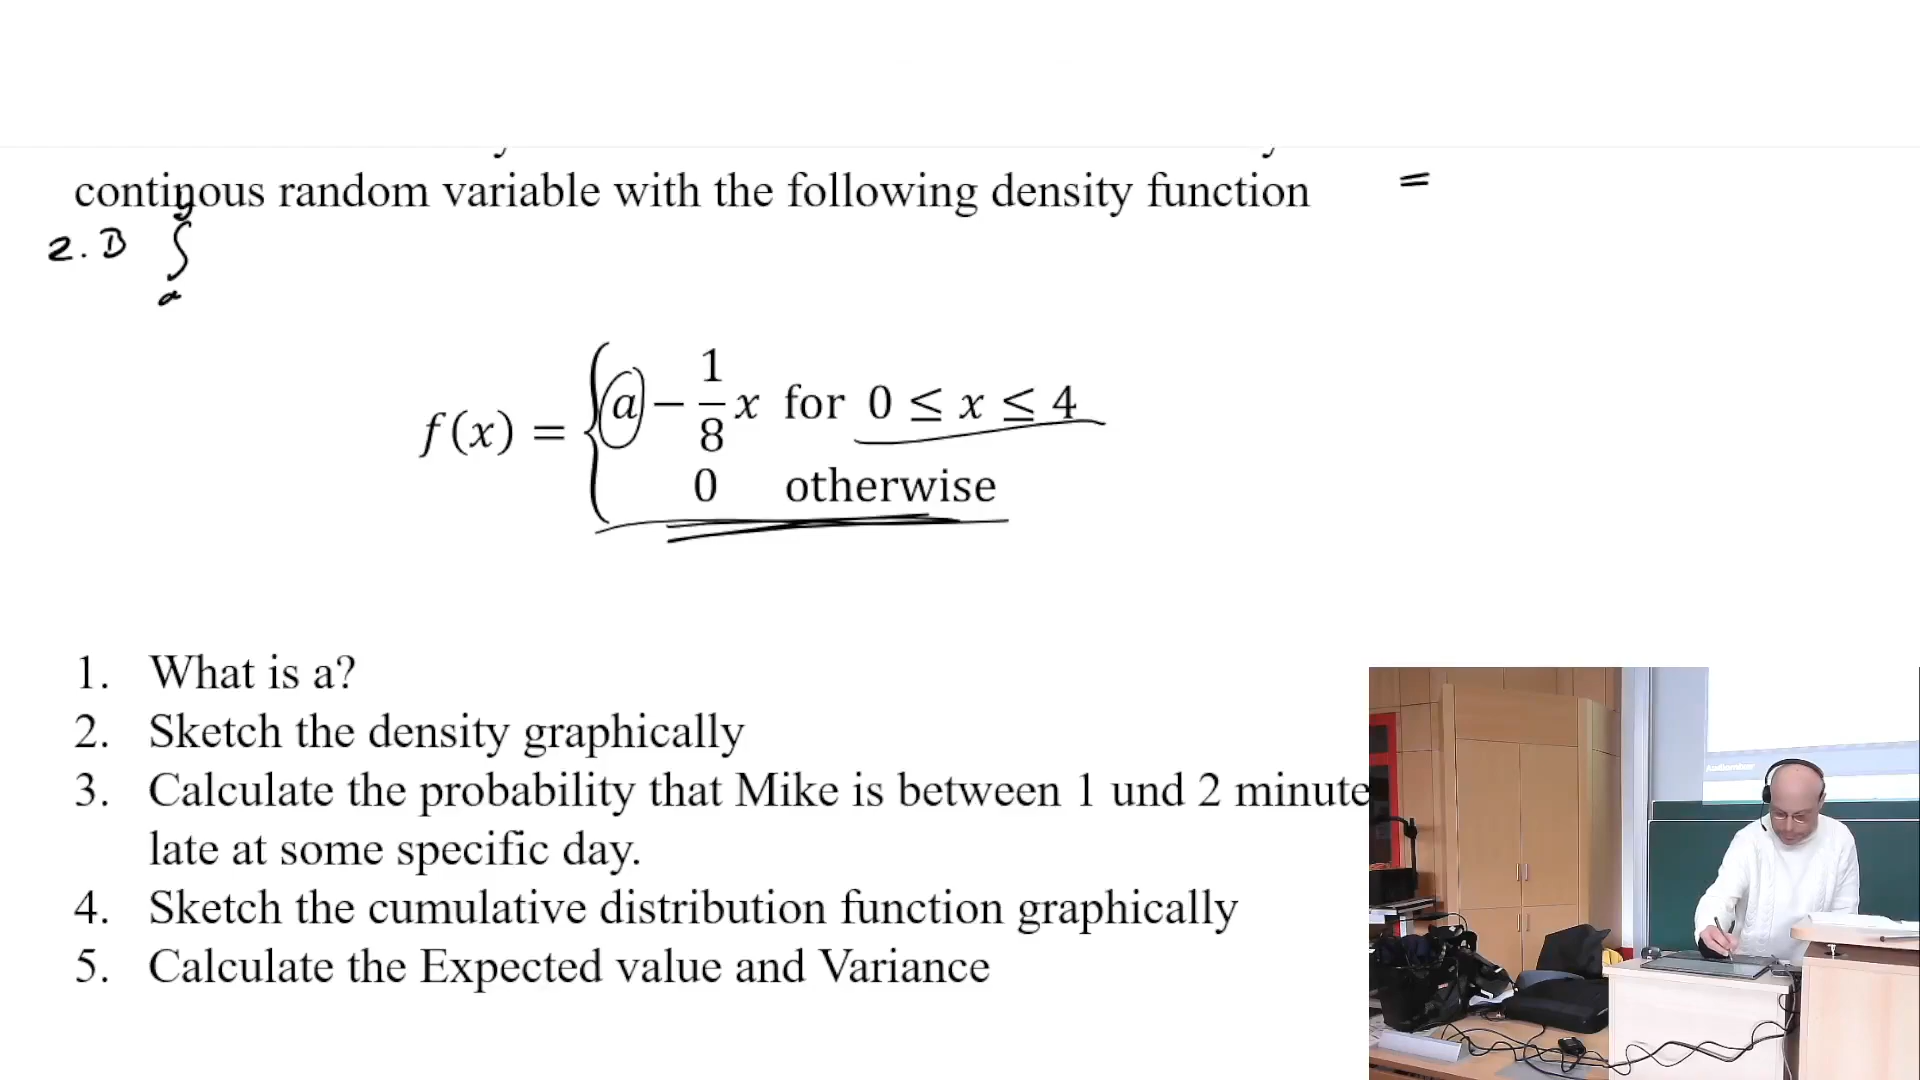 continous random variable with the following density function =
2. B ∫
f(x) = { a − 1/8 x for 0 ≤ x ≤ 4
0 otherwise
1. What is a?
2. Sketch the density graphically
3. Calculate the probability that Mike is between 1 und 2 minute
late at some specific day.
4. Sketch the cumulative distribution function graphically
5. Calculate the Expected value and Variance